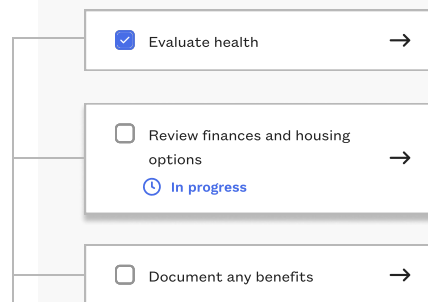 Evaluate health
Review finances and housing
options
In progress
Document any benefits